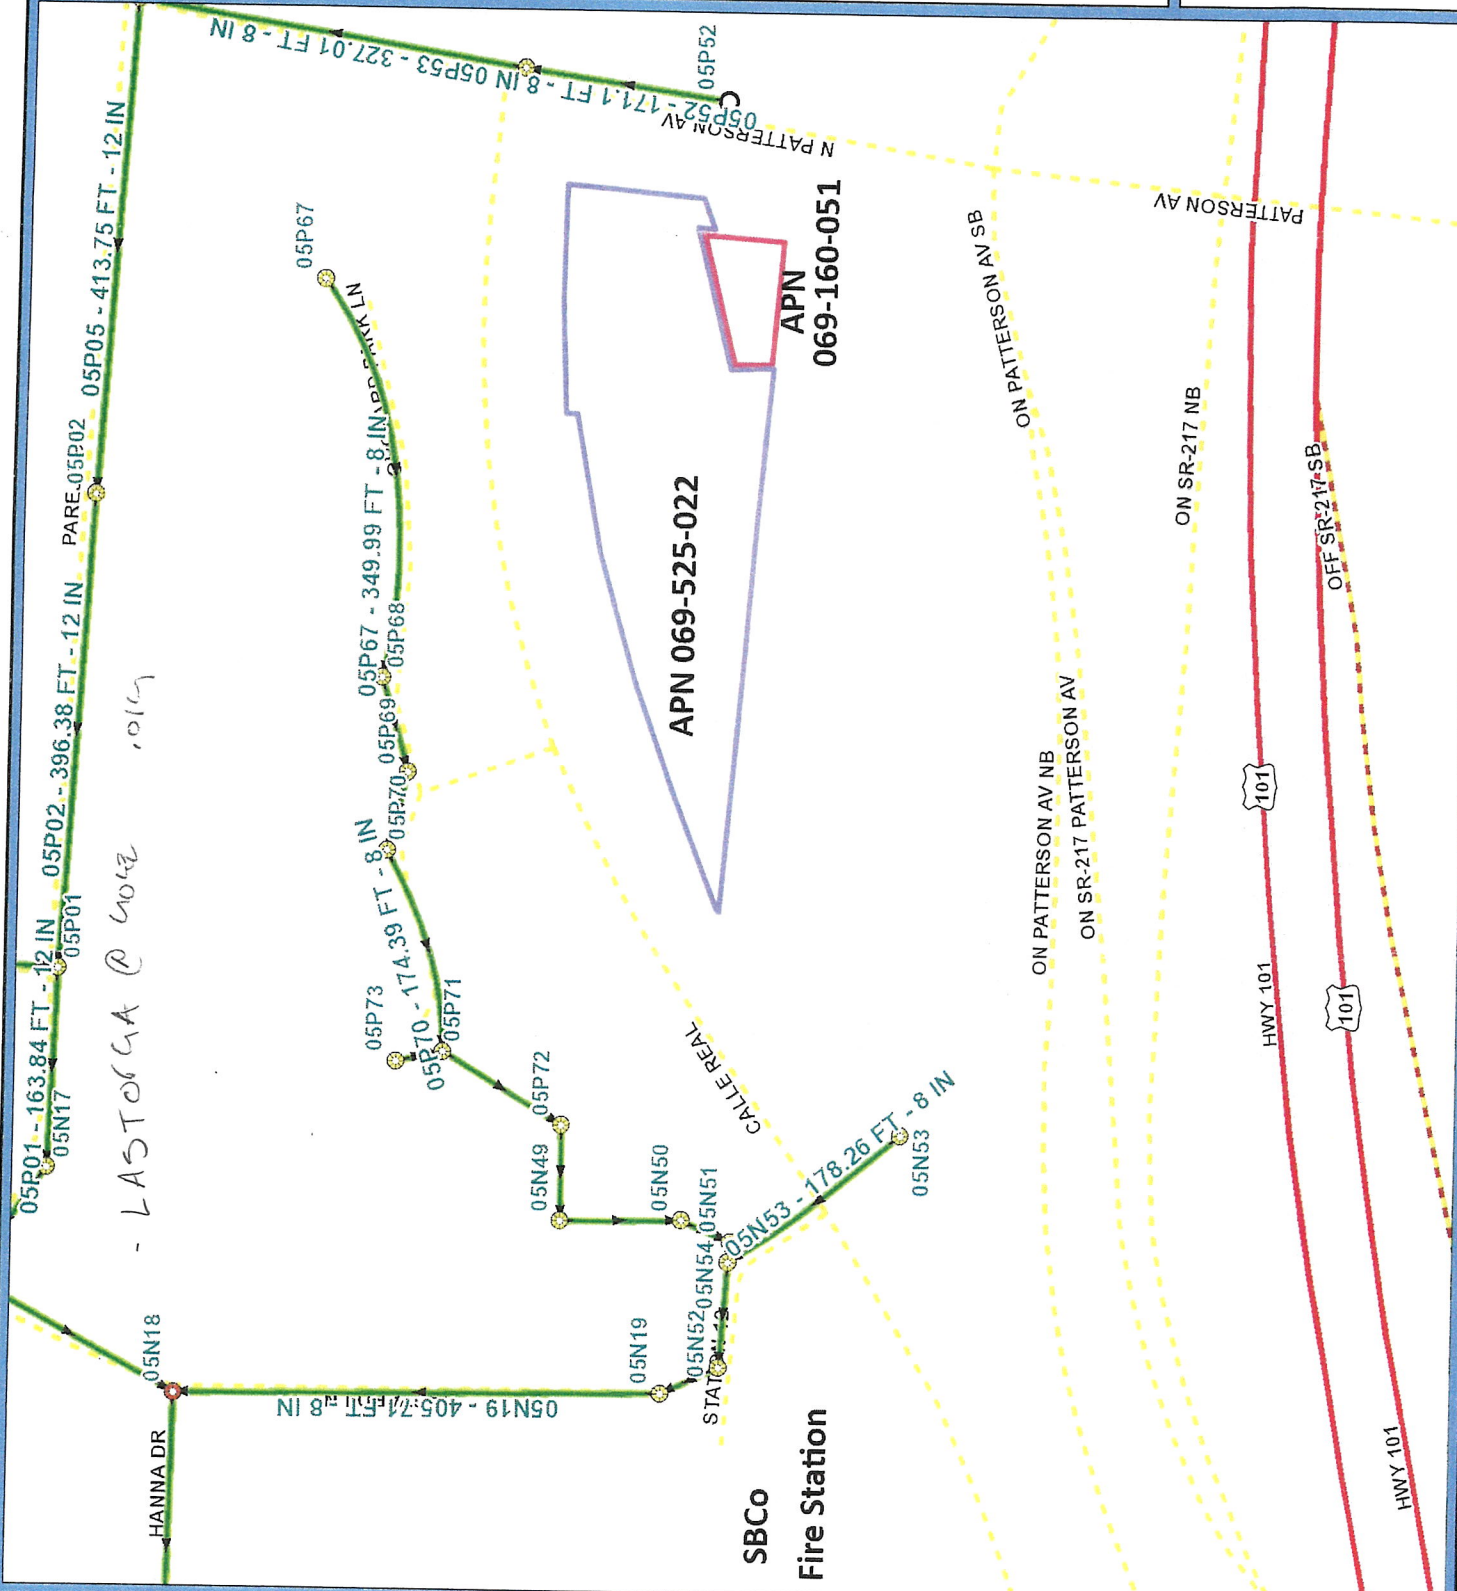 05P53 - 327.01 FT - 8 IN
05P52 - 171.1 FT - 8 IN
05P52
N PATTERSON AV
PATTERSON AV
05P05 - 413.75 FT - 12 IN
05P02
PARE
05P02 - 396.38 FT - 12 IN
05P01
05P01 - 163.84 FT - 12 IN
05N17
- LASTORGA @
05P67
05P67 - 349.99 FT - 8 IN
05P68
05P69
05P70
05P70 - 174.39 FT - 8 IN
05P73
05P71
05P72
05N49
05N50
05N51
05N54
05N53 - 178.26 FT - 8 IN
05N53
05N52
05N19
05N19 - 405.71 FT - 8 IN
05N18
HANNA DR
CALLE REAL
APN 069-525-022
APN
069-160-051
SBCo
Fire Station
ON PATTERSON AV SB
ON PATTERSON AV NB
ON SR-217 PATTERSON AV
ON SR-217 NB
OFF SR-217 SB
HWY 101
101
101
HWY 101